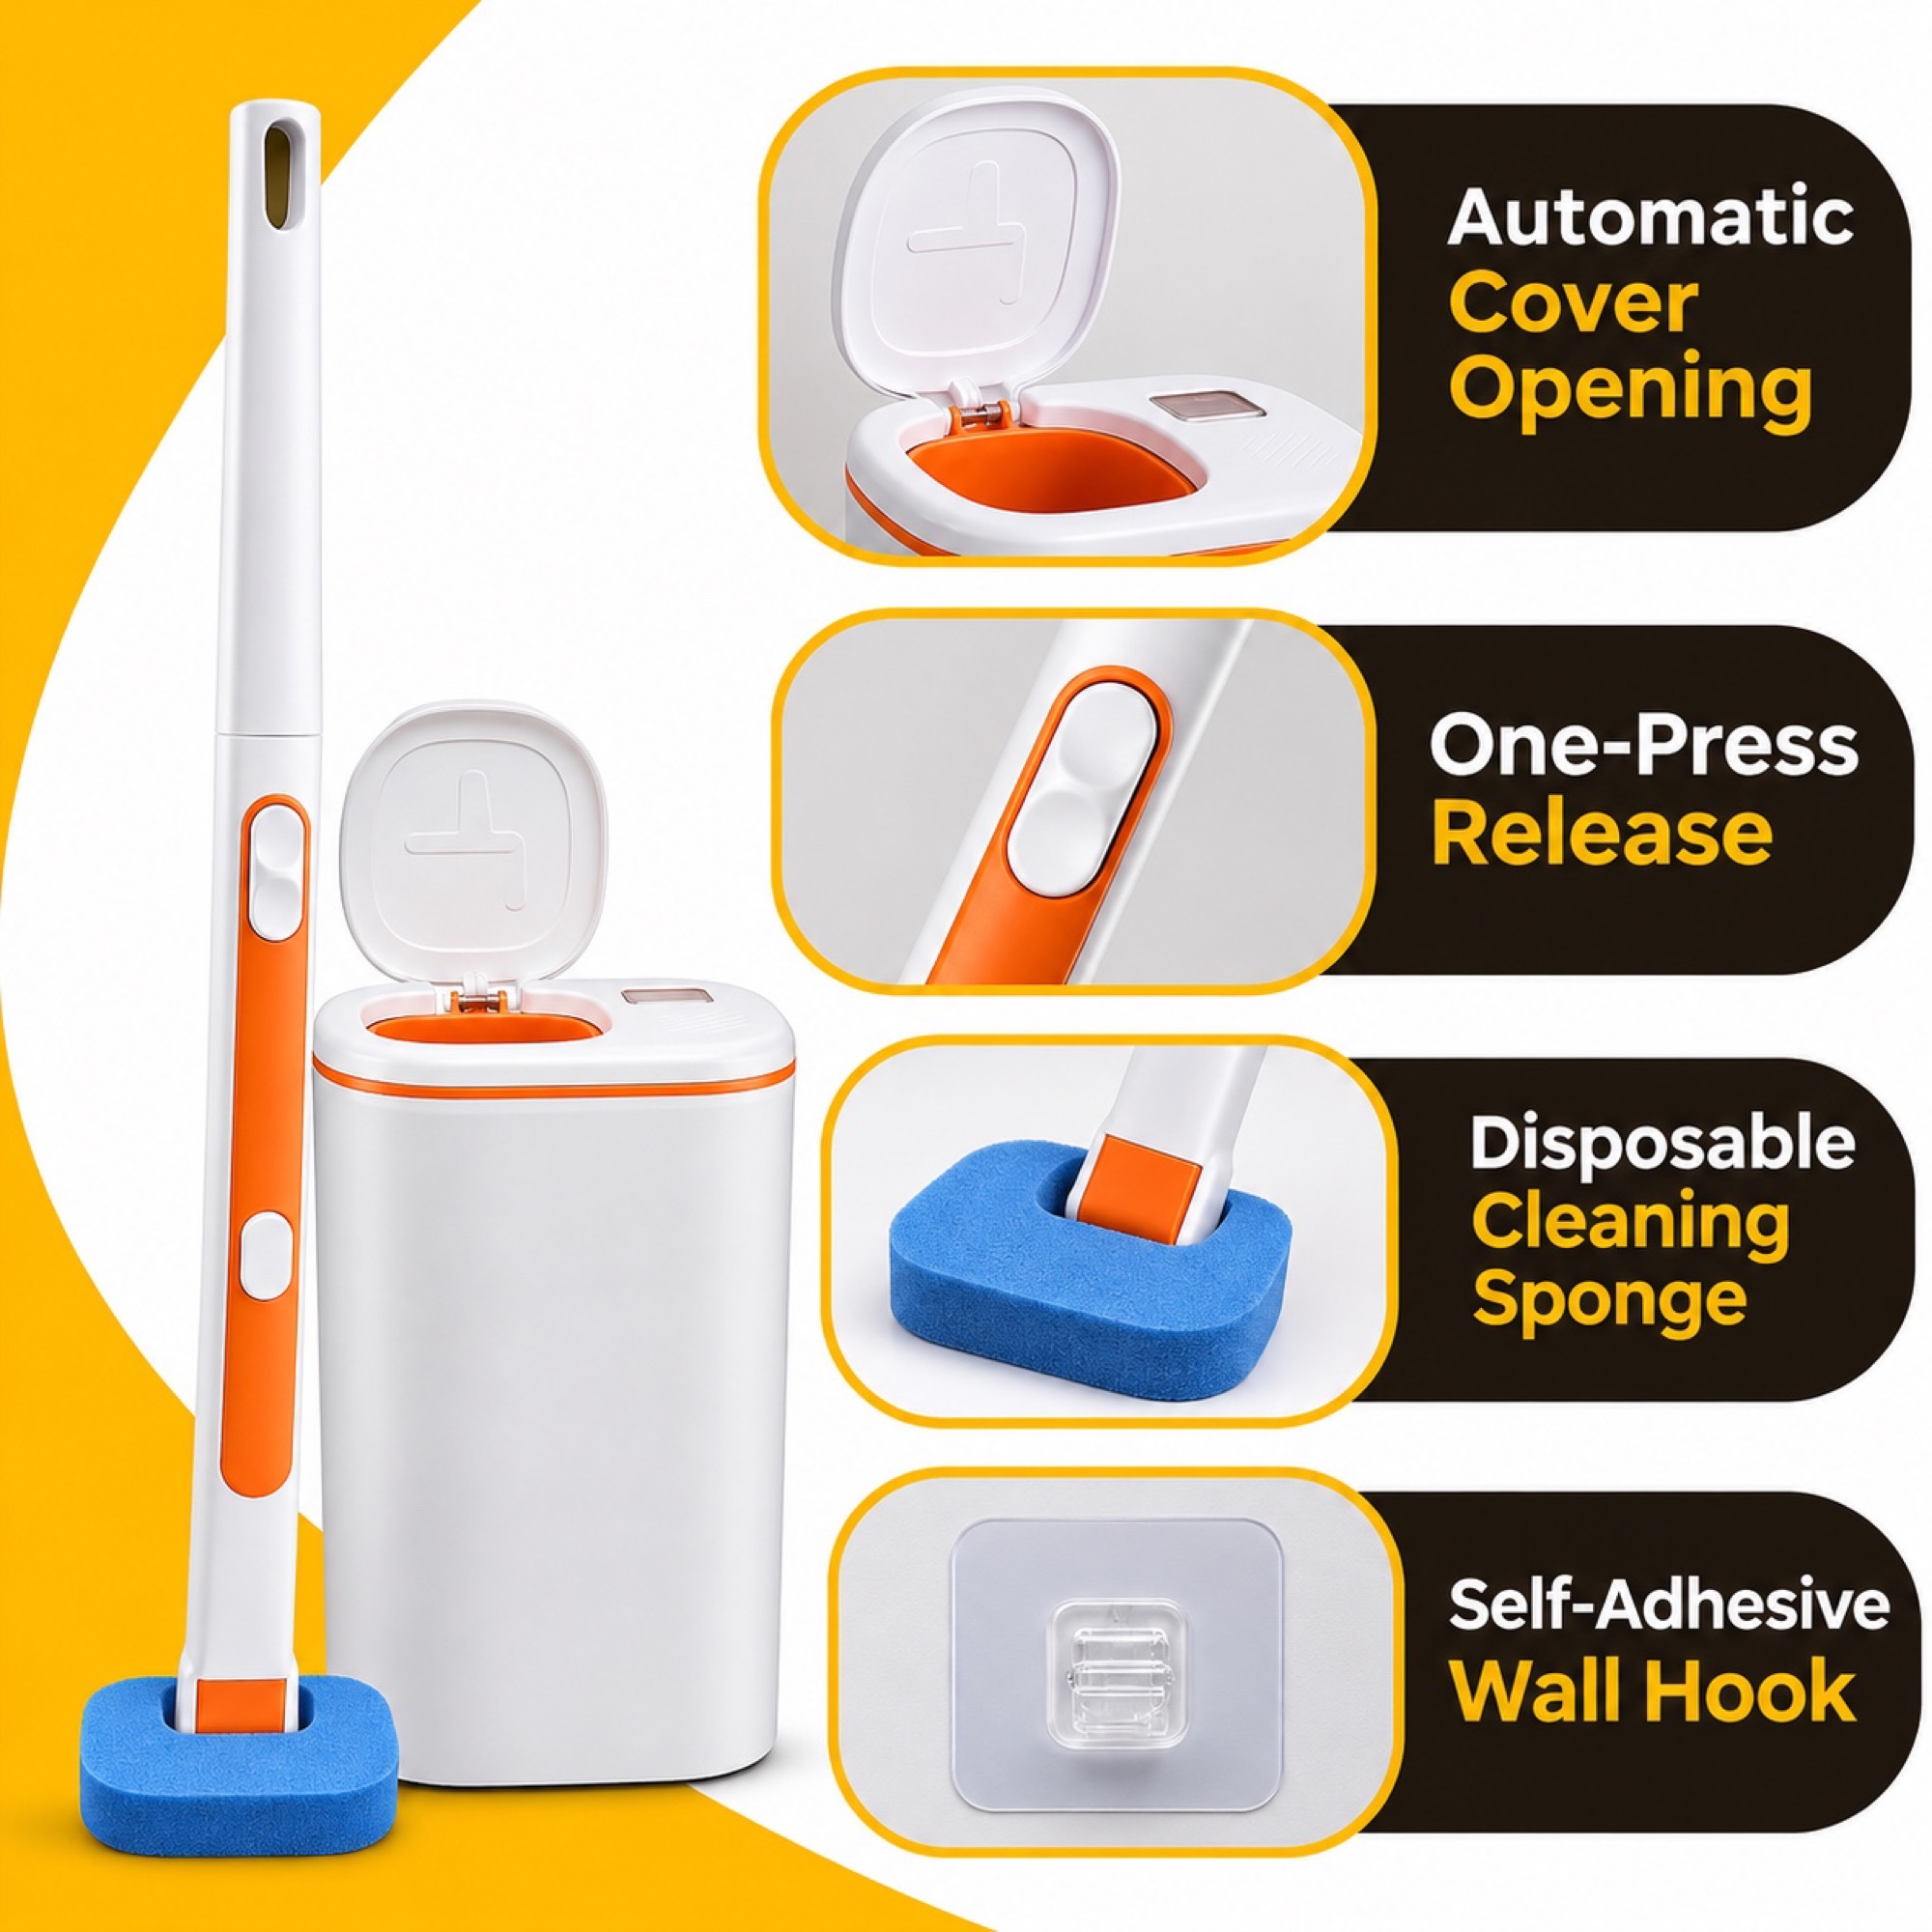 Automatic
Cover
Opening
One-Press
Release
Disposable
Cleaning
Sponge
Self-Adhesive
Wall Hook